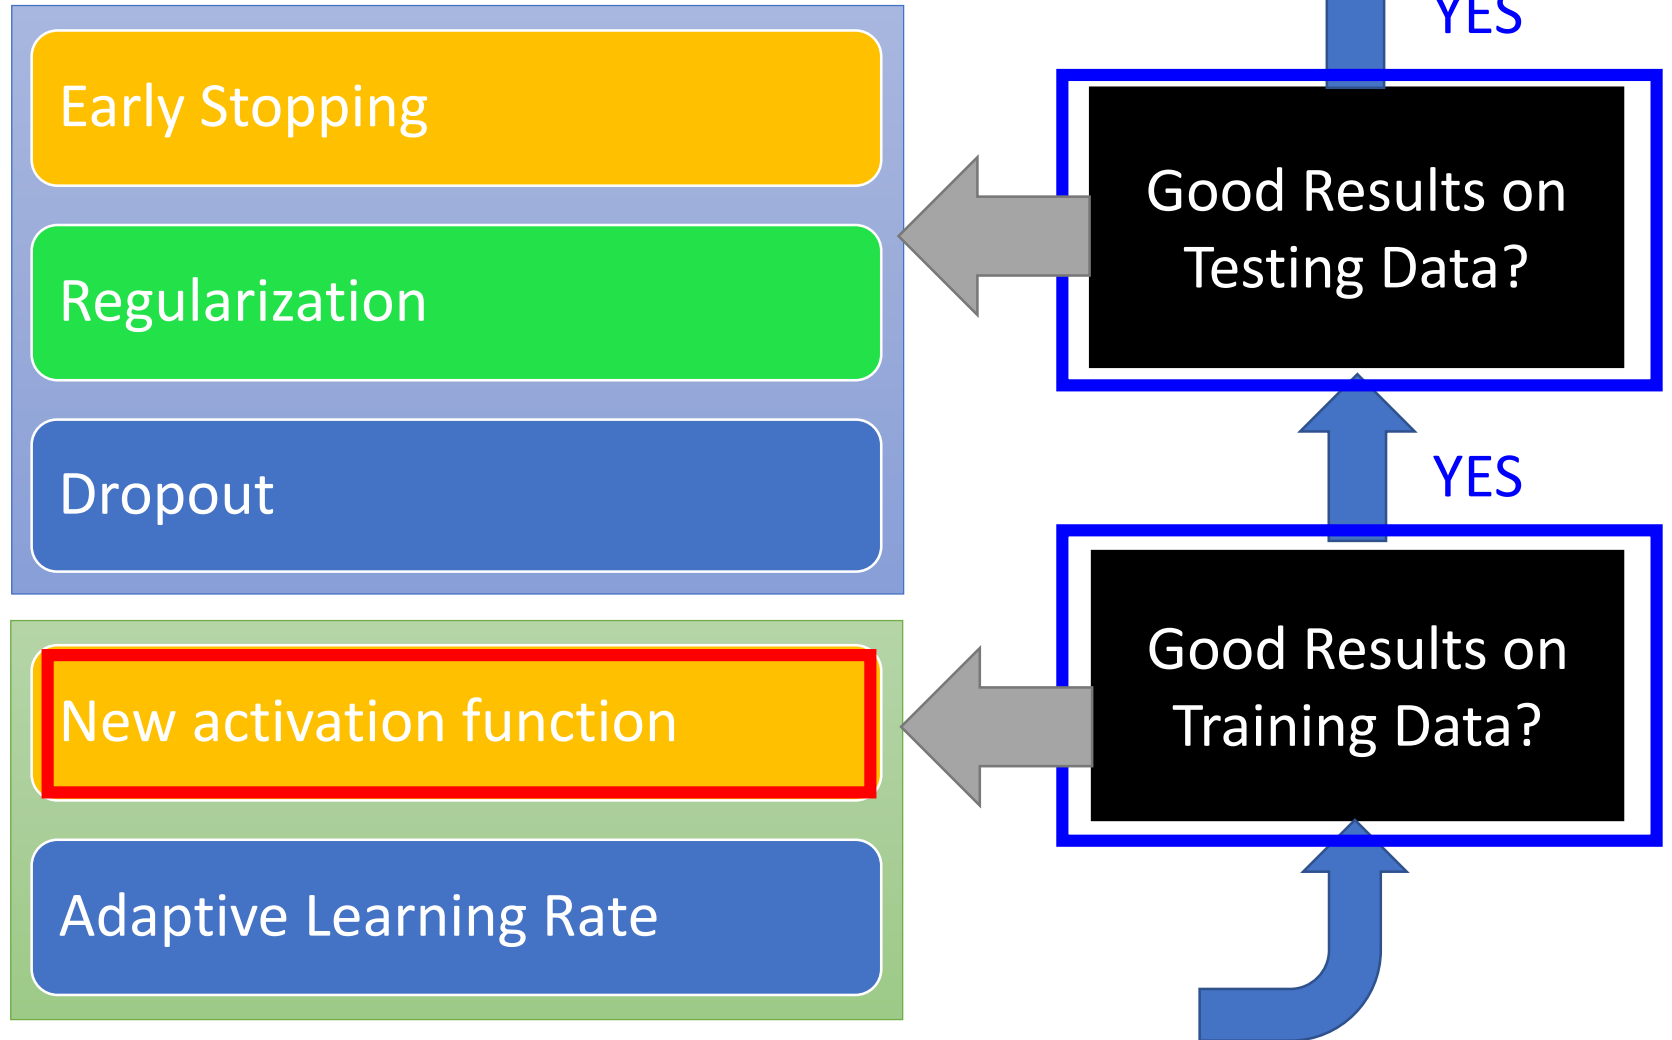 YES
Early Stopping
Regularization
Dropout
Good Results on
Testing Data?
YES
New activation function
Adaptive Learning Rate
Good Results on
Training Data?